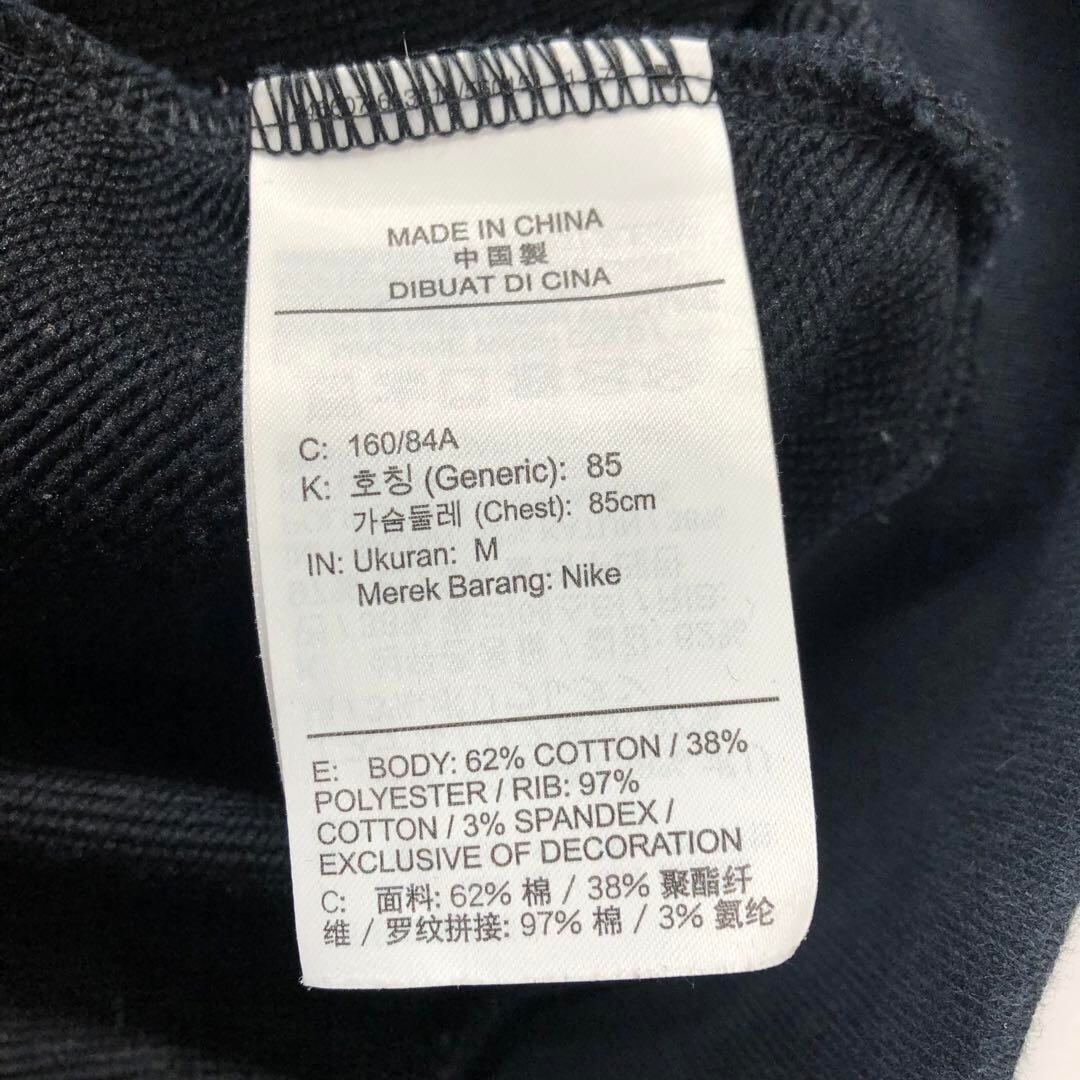 MADE IN CHINA
中国製
DIBUAT DI CINA
C: 160/84A
K: 호칭 (Generic): 85
가슴둘레 (Chest): 85cm
IN: Ukuran: M
Merek Barang: Nike
E: BODY: 62% COTTON / 38%
POLYESTER / RIB: 97%
COTTON / 3% SPANDEX /
EXCLUSIVE OF DECORATION
C: 面料: 62% 棉 / 38% 聚酯纤
维 / 罗纹拼接: 97% 棉 / 3% 氨纶